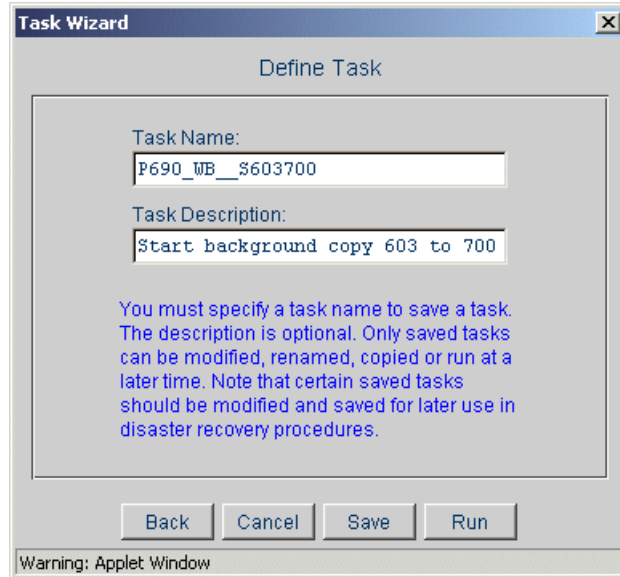 Task Wizard
Define Task
Task Name:
P690_WB__S603700
Task Description:
Start background copy 603 to 700
You must specify a task name to save a task.
The description is optional. Only saved tasks
can be modified, renamed, copied or run at a
later time. Note that certain saved tasks
should be modified and saved for later use in
disaster recovery procedures.
Back Cancel Save Run
Warning: Applet Window